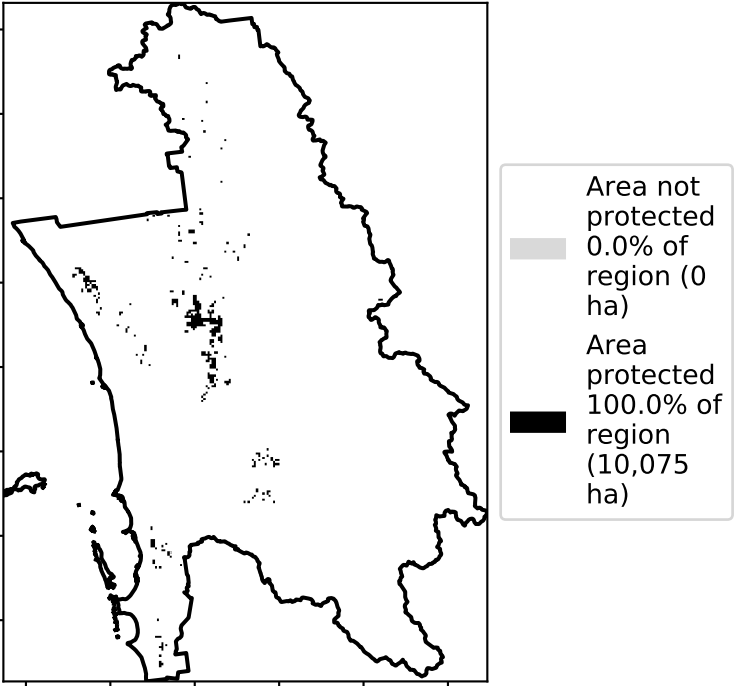 Area not
protected
0.0% of
region (0
ha)
Area
protected
100.0% of
region
(10,075
ha)